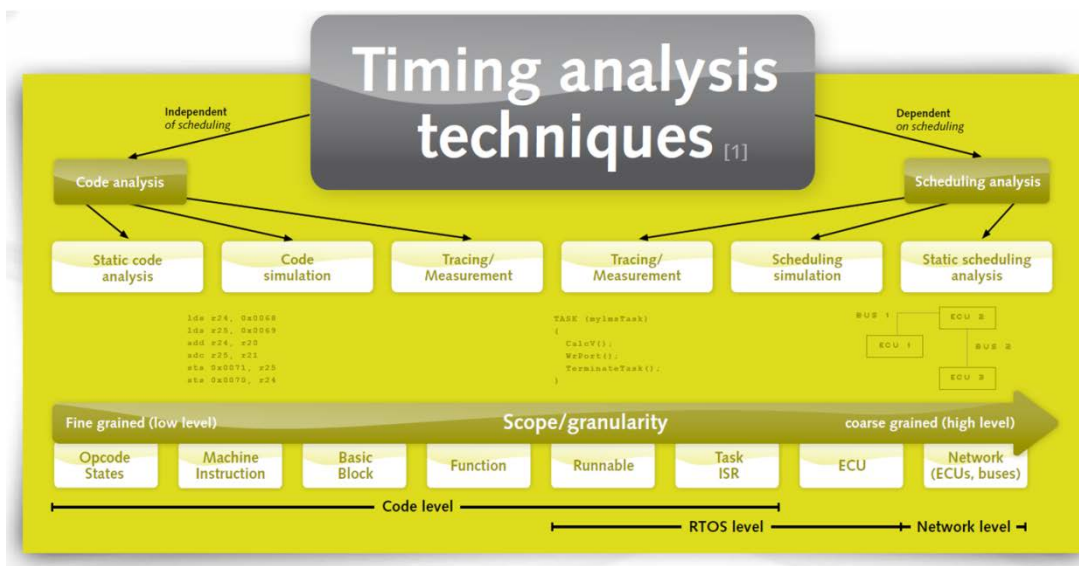 Timing analysis
techniques [1]
Independent
of scheduling
Dependent
on scheduling
Code analysis
Scheduling analysis
Static code
analysis
Code
simulation
Tracing/
Measurement
Tracing/
Measurement
Scheduling
simulation
Static scheduling
analysis
lds r24, 0x0068
lds r25, 0x0069
add r24, r20
adc r25, r21
sts 0x0071, r25
sts 0x0070, r24
TASK (mylmsTask)
{
CalcV();
WrPort();
TerminateTask();
}
BUS 1
ECU 2
ECU 1
BUS 2
ECU 3
Fine grained (low level)
Scope/granularity
coarse grained (high level)
Opcode
States
Machine
Instruction
Basic
Block
Function
Runnable
Task
ISR
ECU
Network
(ECUs, buses)
Code level
RTOS level
Network level